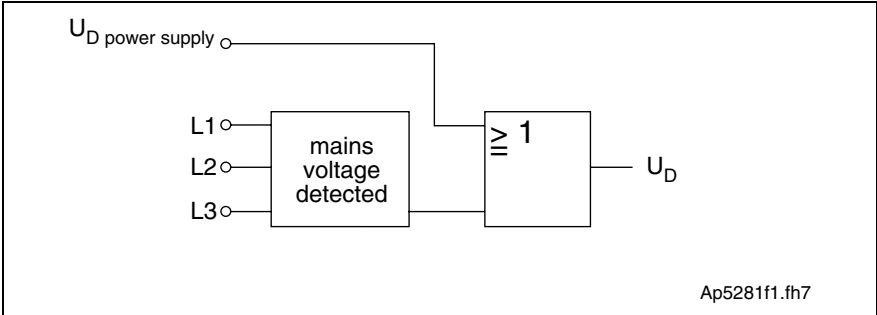 U_D power supply
L1
L2
L3
mains
voltage
detected
≧ 1
U_D
Ap5281f1.fh7